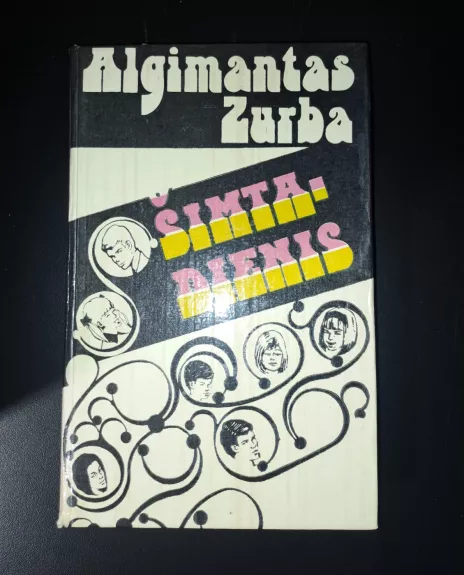 Algimantas
Zurba
ŠIMTA-
DIENIS